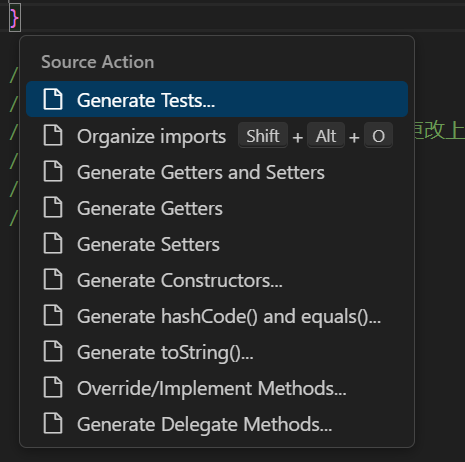 }
Source Action
Generate Tests...
Organize imports Shift + Alt + O
更改上
Generate Getters and Setters
Generate Getters
Generate Setters
Generate Constructors...
Generate hashCode() and equals()...
Generate toString()...
Override/Implement Methods...
Generate Delegate Methods...
/
/
/
/
/
/